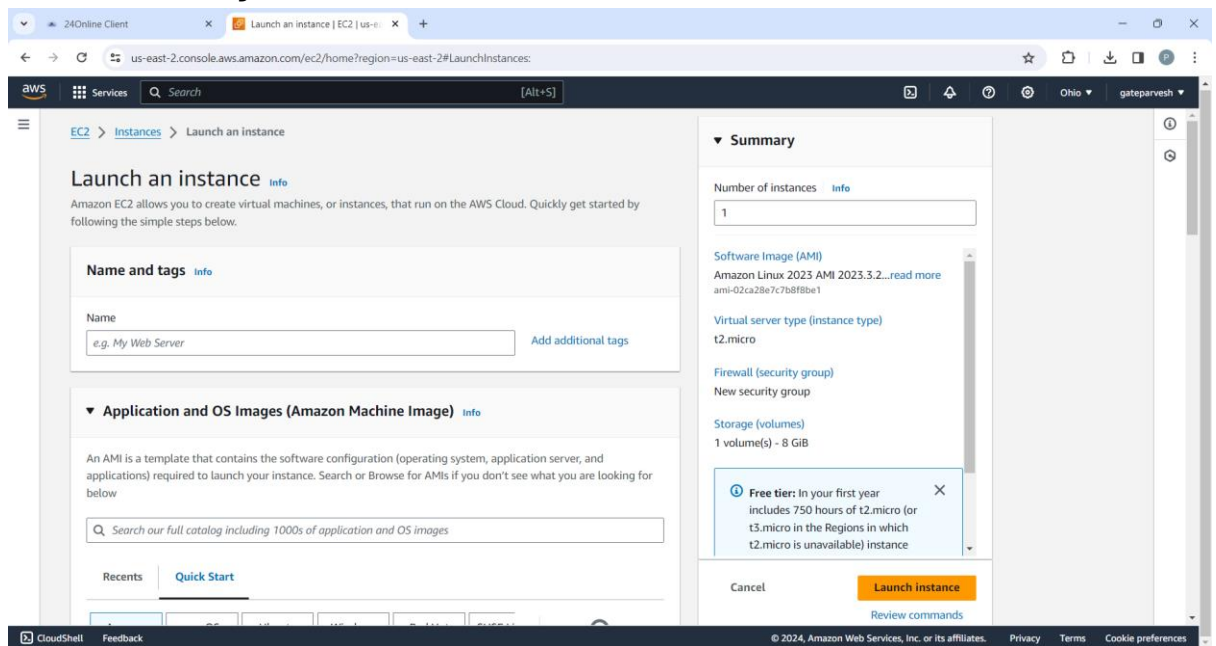 24Online Client
Launch an instance | EC2 | us-e
us-east-2.console.aws.amazon.com/ec2/home?region=us-east-2#LaunchInstances:
P
aws
Services
Search
[Alt+S]
Ohio
gateparvesh
EC2 > Instances > Launch an instance
Launch an instance Info
Amazon EC2 allows you to create virtual machines, or instances, that run on the AWS Cloud. Quickly get started by
following the simple steps below.
Name and tags Info
Name
e.g. My Web Server
Add additional tags
Application and OS Images (Amazon Machine Image) Info
An AMI is a template that contains the software configuration (operating system, application server, and
applications) required to launch your instance. Search or Browse for AMIs if you don't see what you are looking for
below
Search our full catalog including 1000s of application and OS images
Recents
Quick Start
Summary
Number of instances Info
1
Software Image (AMI)
Amazon Linux 2023 AMI 2023.3.2...read more
ami-02ca28e7c7b8f8be1
Virtual server type (instance type)
t2.micro
Firewall (security group)
New security group
Storage (volumes)
1 volume(s) - 8 GiB
Free tier: In your first year
includes 750 hours of t2.micro (or
t3.micro in the Regions in which
t2.micro is unavailable) instance
Cancel
Launch instance
Review commands
CloudShell
Feedback
© 2024, Amazon Web Services, Inc. or its affiliates.
Privacy
Terms
Cookie preferences